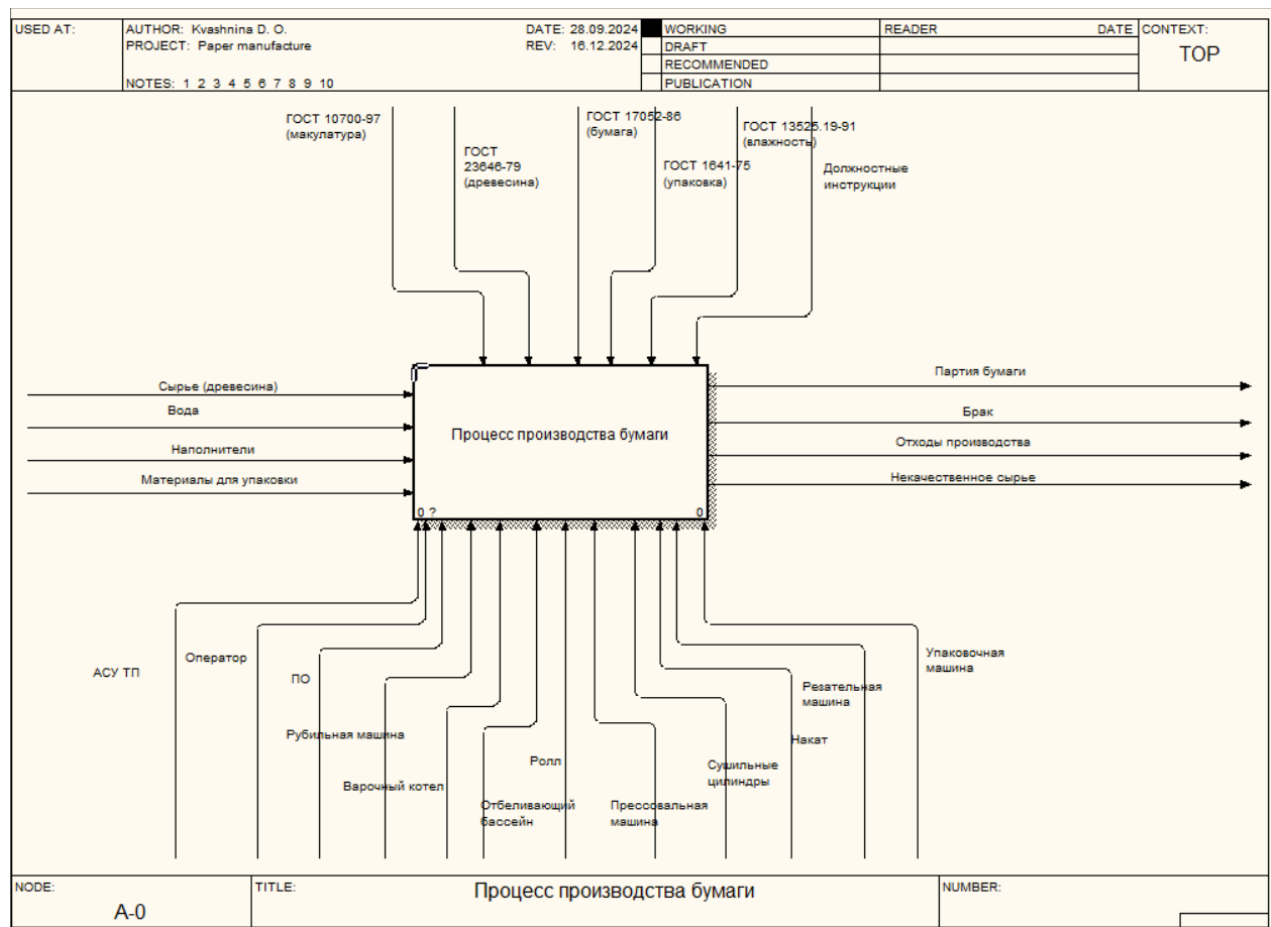 USED AT:
AUTHOR: Kvashnina D. O.
DATE: 28.09.2024
WORKING
READER
DATE
CONTEXT:
PROJECT: Paper manufacture
REV: 16.12.2024
DRAFT
TOP
RECOMMENDED
NOTES: 1 2 3 4 5 6 7 8 9 10
PUBLICATION
ГОСТ 10700-97
(макулатура)
ГОСТ
23646-79
(древесина)
ГОСТ 17052-86
(бумага)
ГОСТ 1641-75
(упаковка)
ГОСТ 13525.19-91
(влажность)
Должностные
инструкции
Сырье (древесина)
Вода
Наполнители
Материалы для упаковки
Процесс производства бумаги
0 ?
0
Партия бумаги
Брак
Отходы производства
Некачественное сырье
АСУ ТП
Оператор
ПО
Рубильная машина
Варочный котел
Отбеливающий
бассейн
Ролл
Прессовальная
машина
Сушильные
цилиндры
Накат
Резательная
машина
Упаковочная
машина
NODE:
A-0
TITLE:
Процесс производства бумаги
NUMBER: